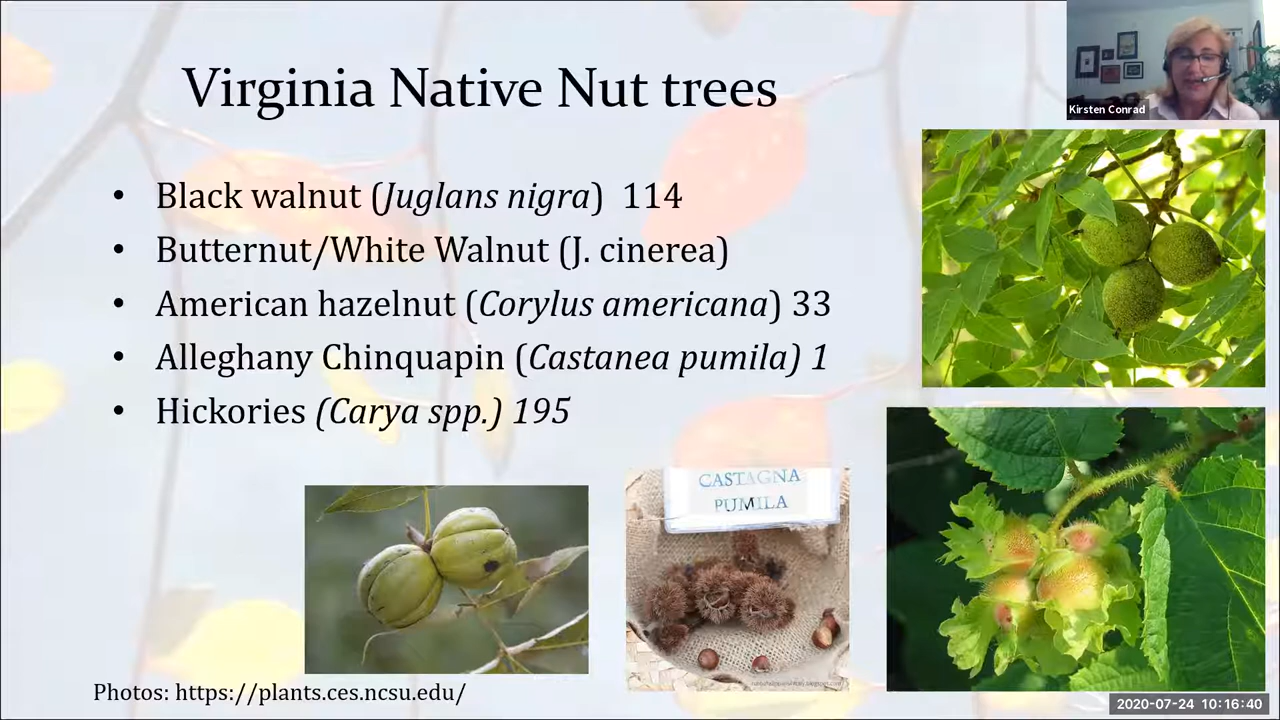 Virginia Native Nut trees
Kirsten Conrad
• Black walnut (Juglans nigra)  114
• Butternut/White Walnut (J. cinerea)
• American hazelnut (Corylus americana) 33
• Alleghany Chinquapin (Castanea pumila) 1
• Hickories (Carya spp.) 195
CASTAGNA
PUMILA
Photos: https://plants.ces.ncsu.edu/
2020-07-24 10:16:40